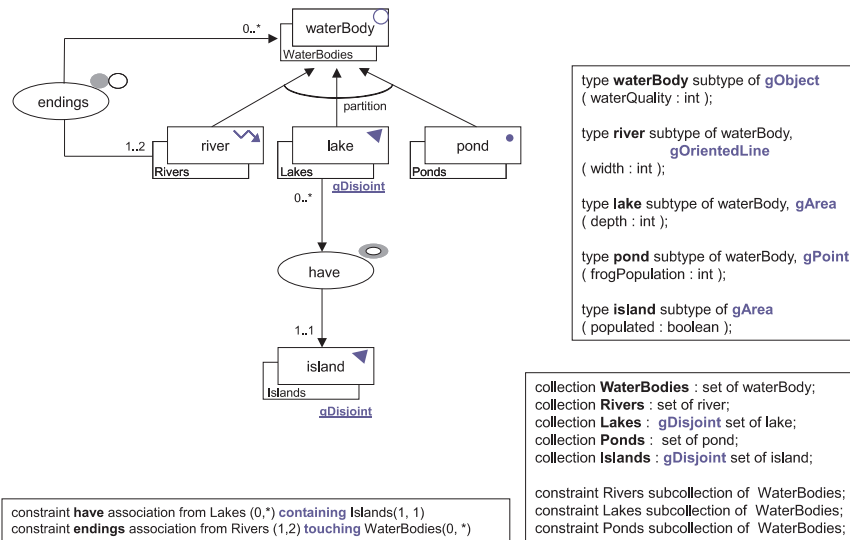 waterBody
WaterBodies
0..*
endings
partition
1..2
river
Rivers
lake
Lakes
gDisjoint
pond
Ponds
0..*
have
1..1
island
Islands
gDisjoint
type waterBody subtype of gObject
( waterQuality : int );
type river subtype of waterBody,
gOrientedLine
( width : int );
type lake subtype of waterBody, gArea
( depth : int );
type pond subtype of waterBody, gPoint
( frogPopulation : int );
type island subtype of gArea
( populated : boolean );
collection WaterBodies : set of waterBody;
collection Rivers : set of river;
collection Lakes : gDisjoint set of lake;
collection Ponds : set of pond;
collection Islands : gDisjoint set of island;
constraint Rivers subcollection of WaterBodies;
constraint Lakes subcollection of WaterBodies;
constraint Ponds subcollection of WaterBodies;
constraint have association from Lakes (0,*) containing Islands(1, 1)
constraint endings association from Rivers (1,2) touching WaterBodies(0, *)